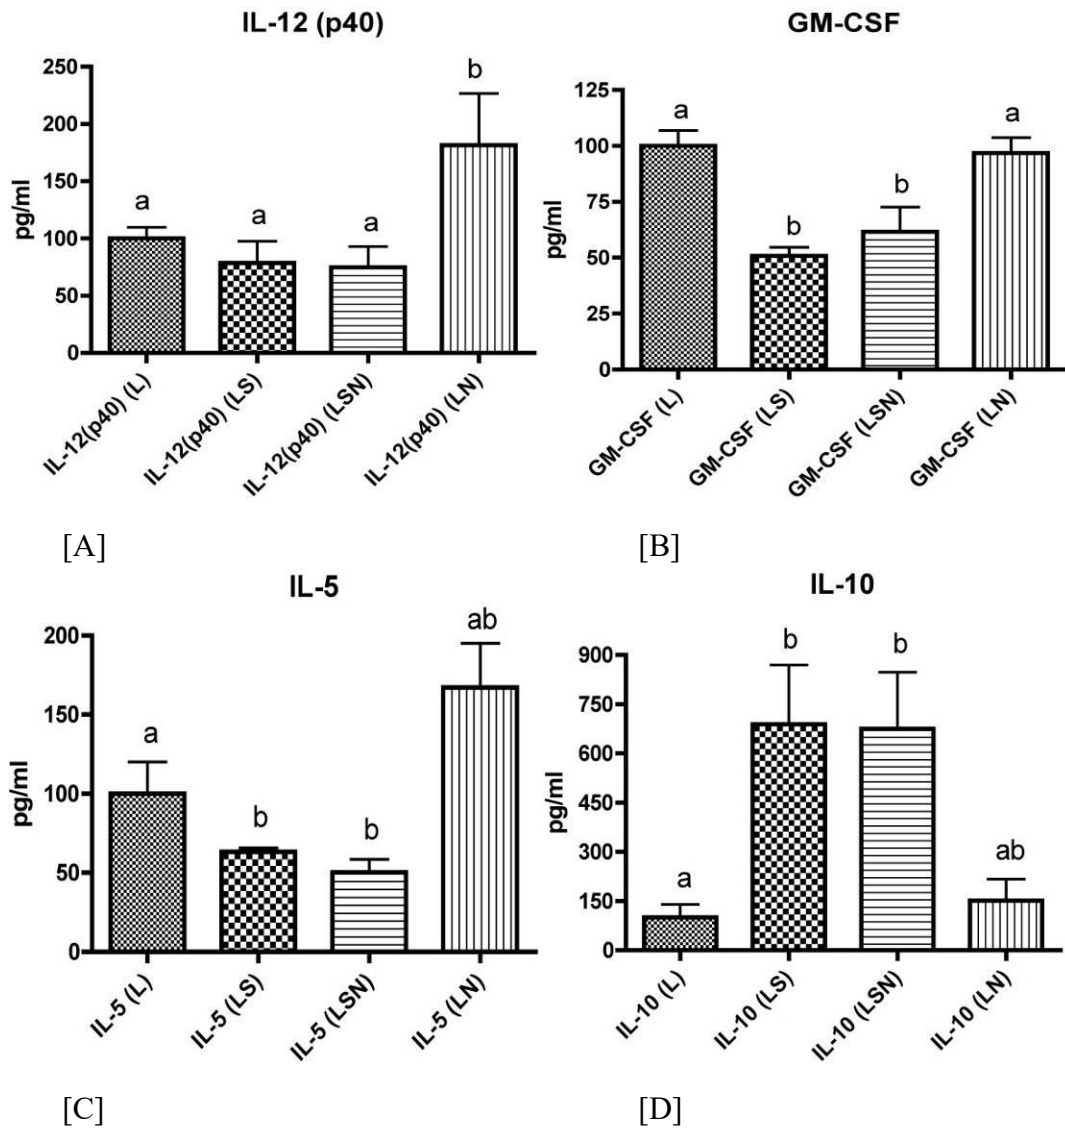 IL-12 (p40)
pg/ml
250
200
150
100
50
0
a
a
a
b
IL-12(p40) (L)
IL-12(p40) (LS)
IL-12(p40) (LSN)
IL-12(p40) (LN)
[A]
GM-CSF
pg/ml
125
100
75
50
25
0
a
b
b
a
GM-CSF (L)
GM-CSF (LS)
GM-CSF (LSN)
GM-CSF (LN)
[B]
IL-5
pg/ml
200
150
100
50
0
a
b
b
ab
IL-5 (L)
IL-5 (LS)
IL-5 (LSN)
IL-5 (LN)
[C]
IL-10
pg/ml
900
750
600
450
300
150
0
a
b
b
ab
IL-10 (L)
IL-10 (LS)
IL-10 (LSN)
IL-10 (LN)
[D]